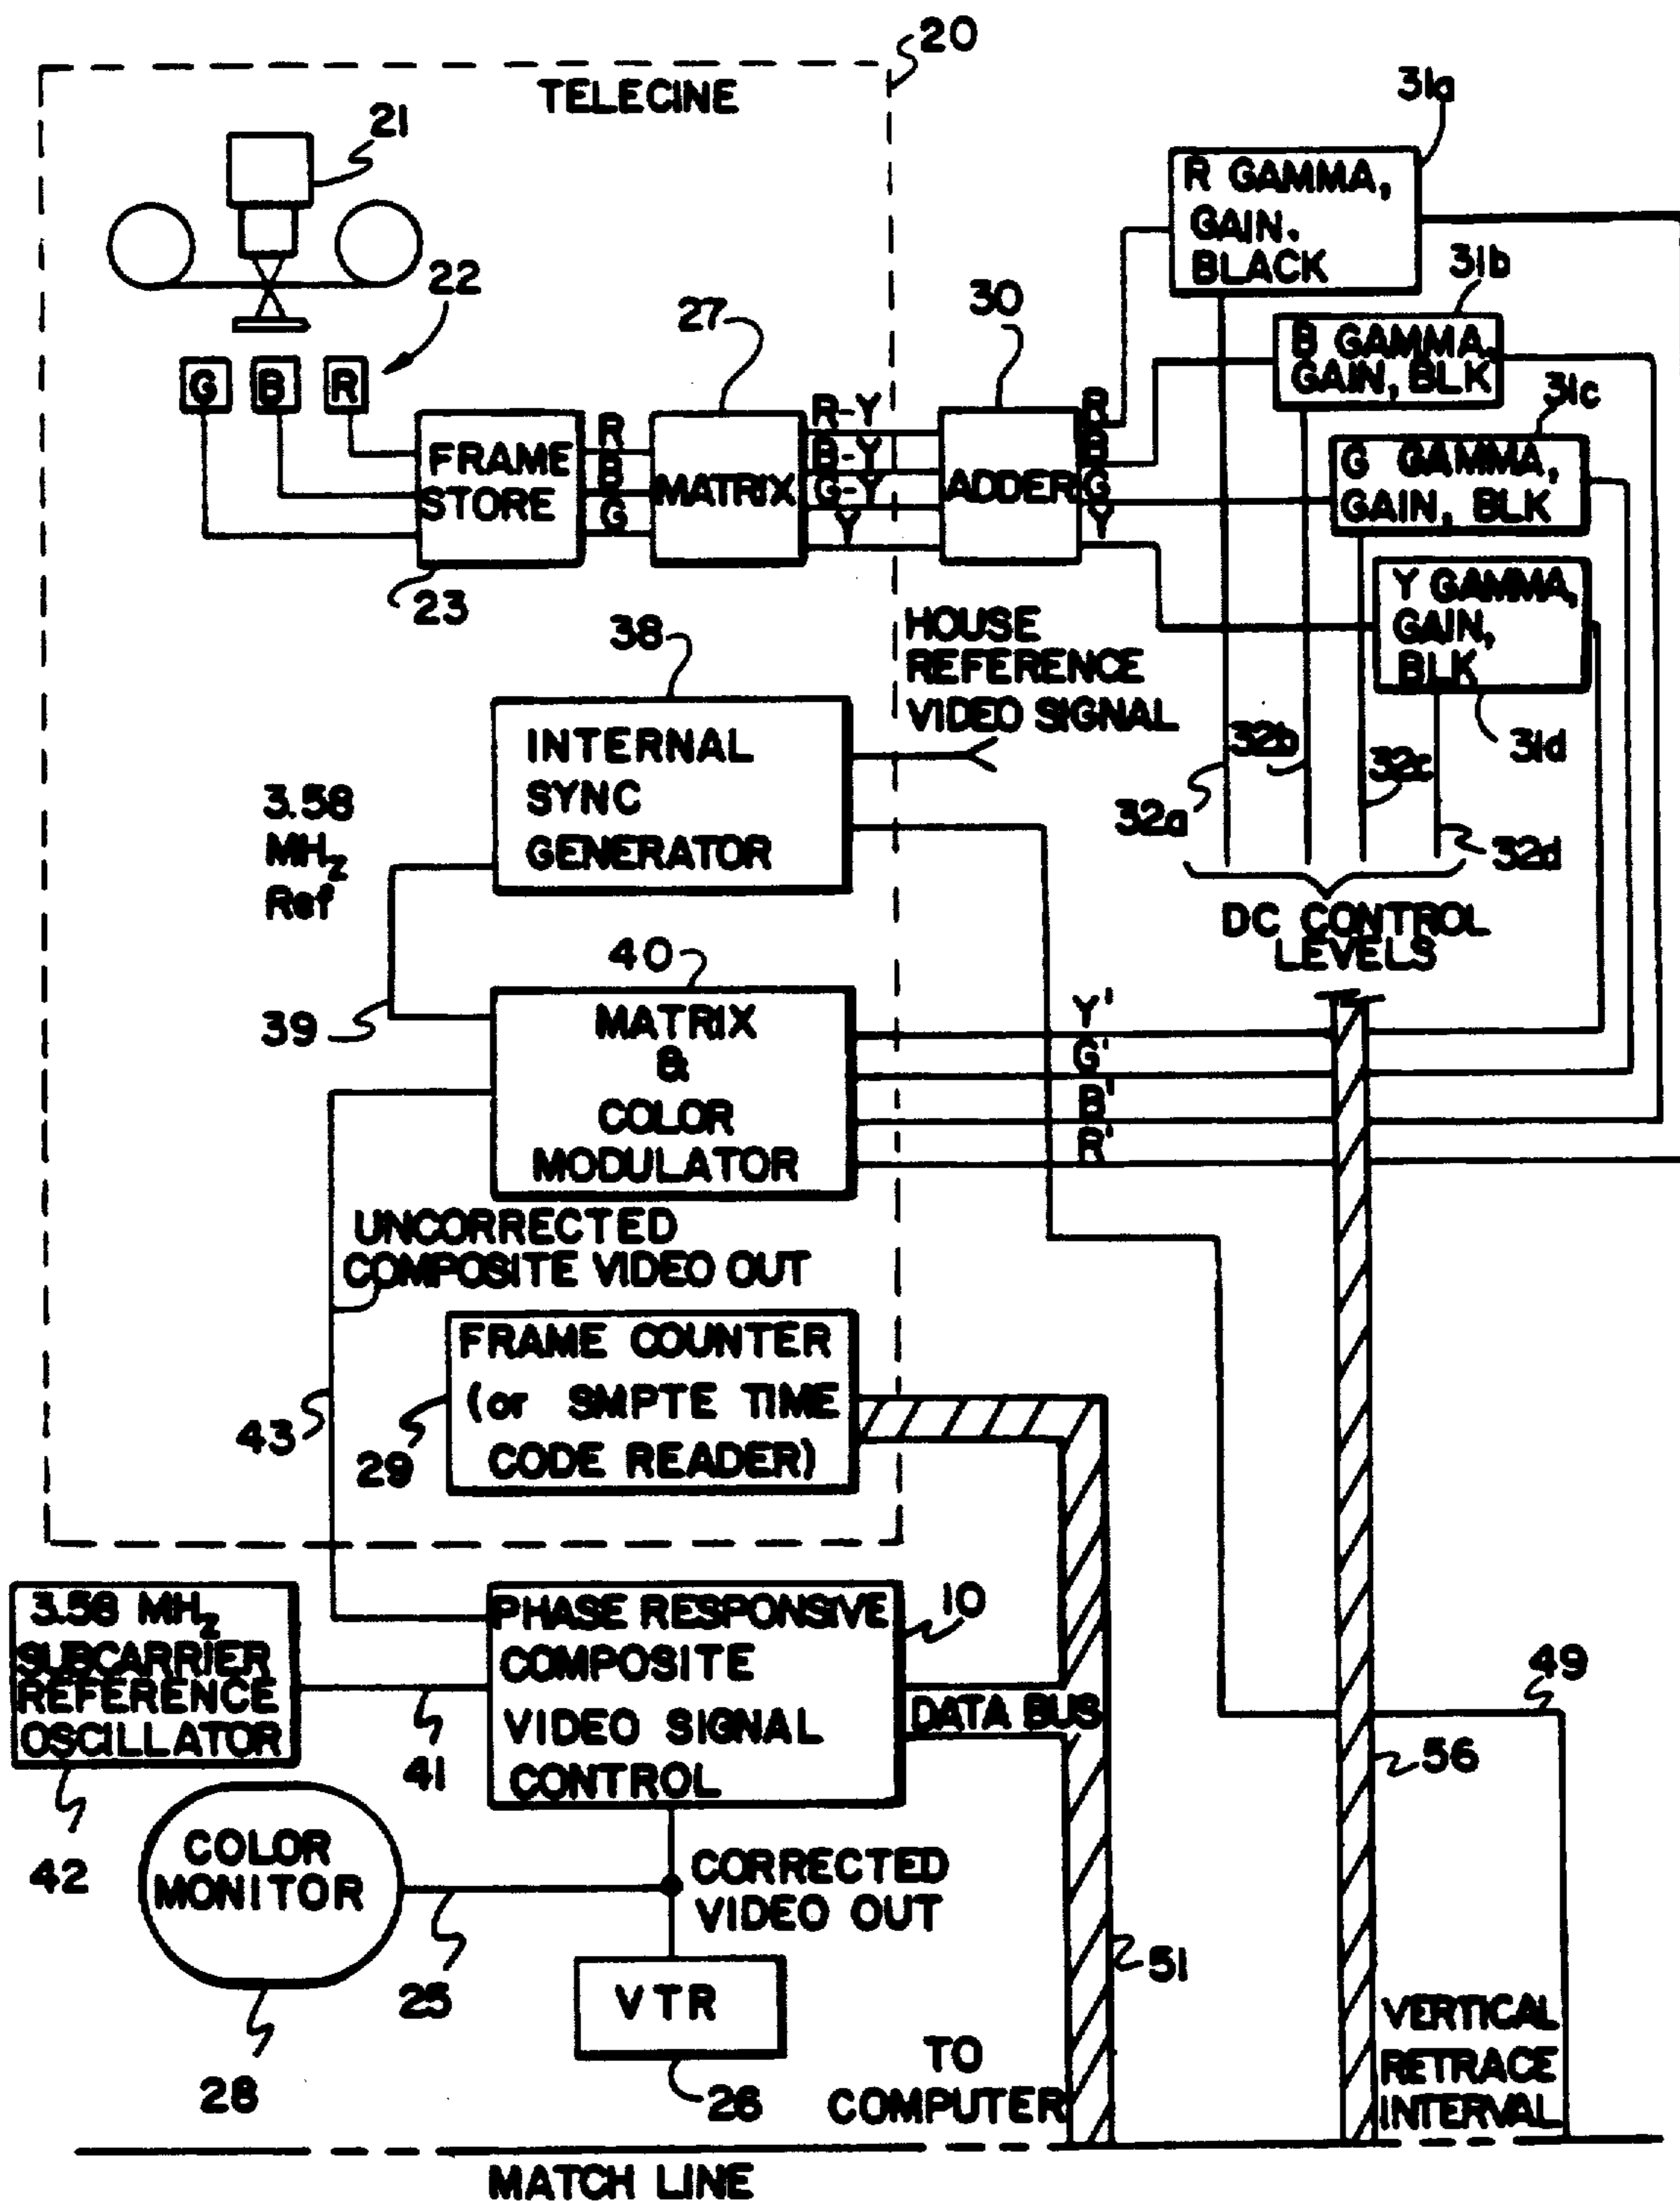 20
TELECINE
21
22
G B R
FRAME
STORE
23
R
B
G
27
MATRIX
R-Y
B-Y
G-Y
Y
30
ADDER
R
B
G
Y
31a
R GAMMA,
GAIN.
BLACK
31b
B GAMMA,
GAIN, BLK
31c
G GAMMA,
GAIN, BLK
Y GAMMA,
GAIN,
BLK
31d
32a
32b
32c
32d
DC CONTROL
LEVELS
HOUSE
REFERENCE
VIDEO SIGNAL
38
INTERNAL
SYNC
GENERATOR
3.58
MHz
Ref
39
40
MATRIX
&
COLOR
MODULATOR
Y'
G'
B'
R'
UNCORRECTED
COMPOSITE VIDEO OUT
43
FRAME COUNTER
(or SMPTE TIME
CODE READER)
29
3.58 MHz
SUBCARRIER
REFERENCE
OSCILLATOR
42
41
PHASE RESPONSIVE
COMPOSITE
VIDEO SIGNAL
CONTROL
10
DATA BUS
49
56
COLOR
MONITOR
28
25
CORRECTED
VIDEO OUT
VTR
26
51
TO
COMPUTER
VERTICAL
RETRACE
INTERVAL
MATCH LINE